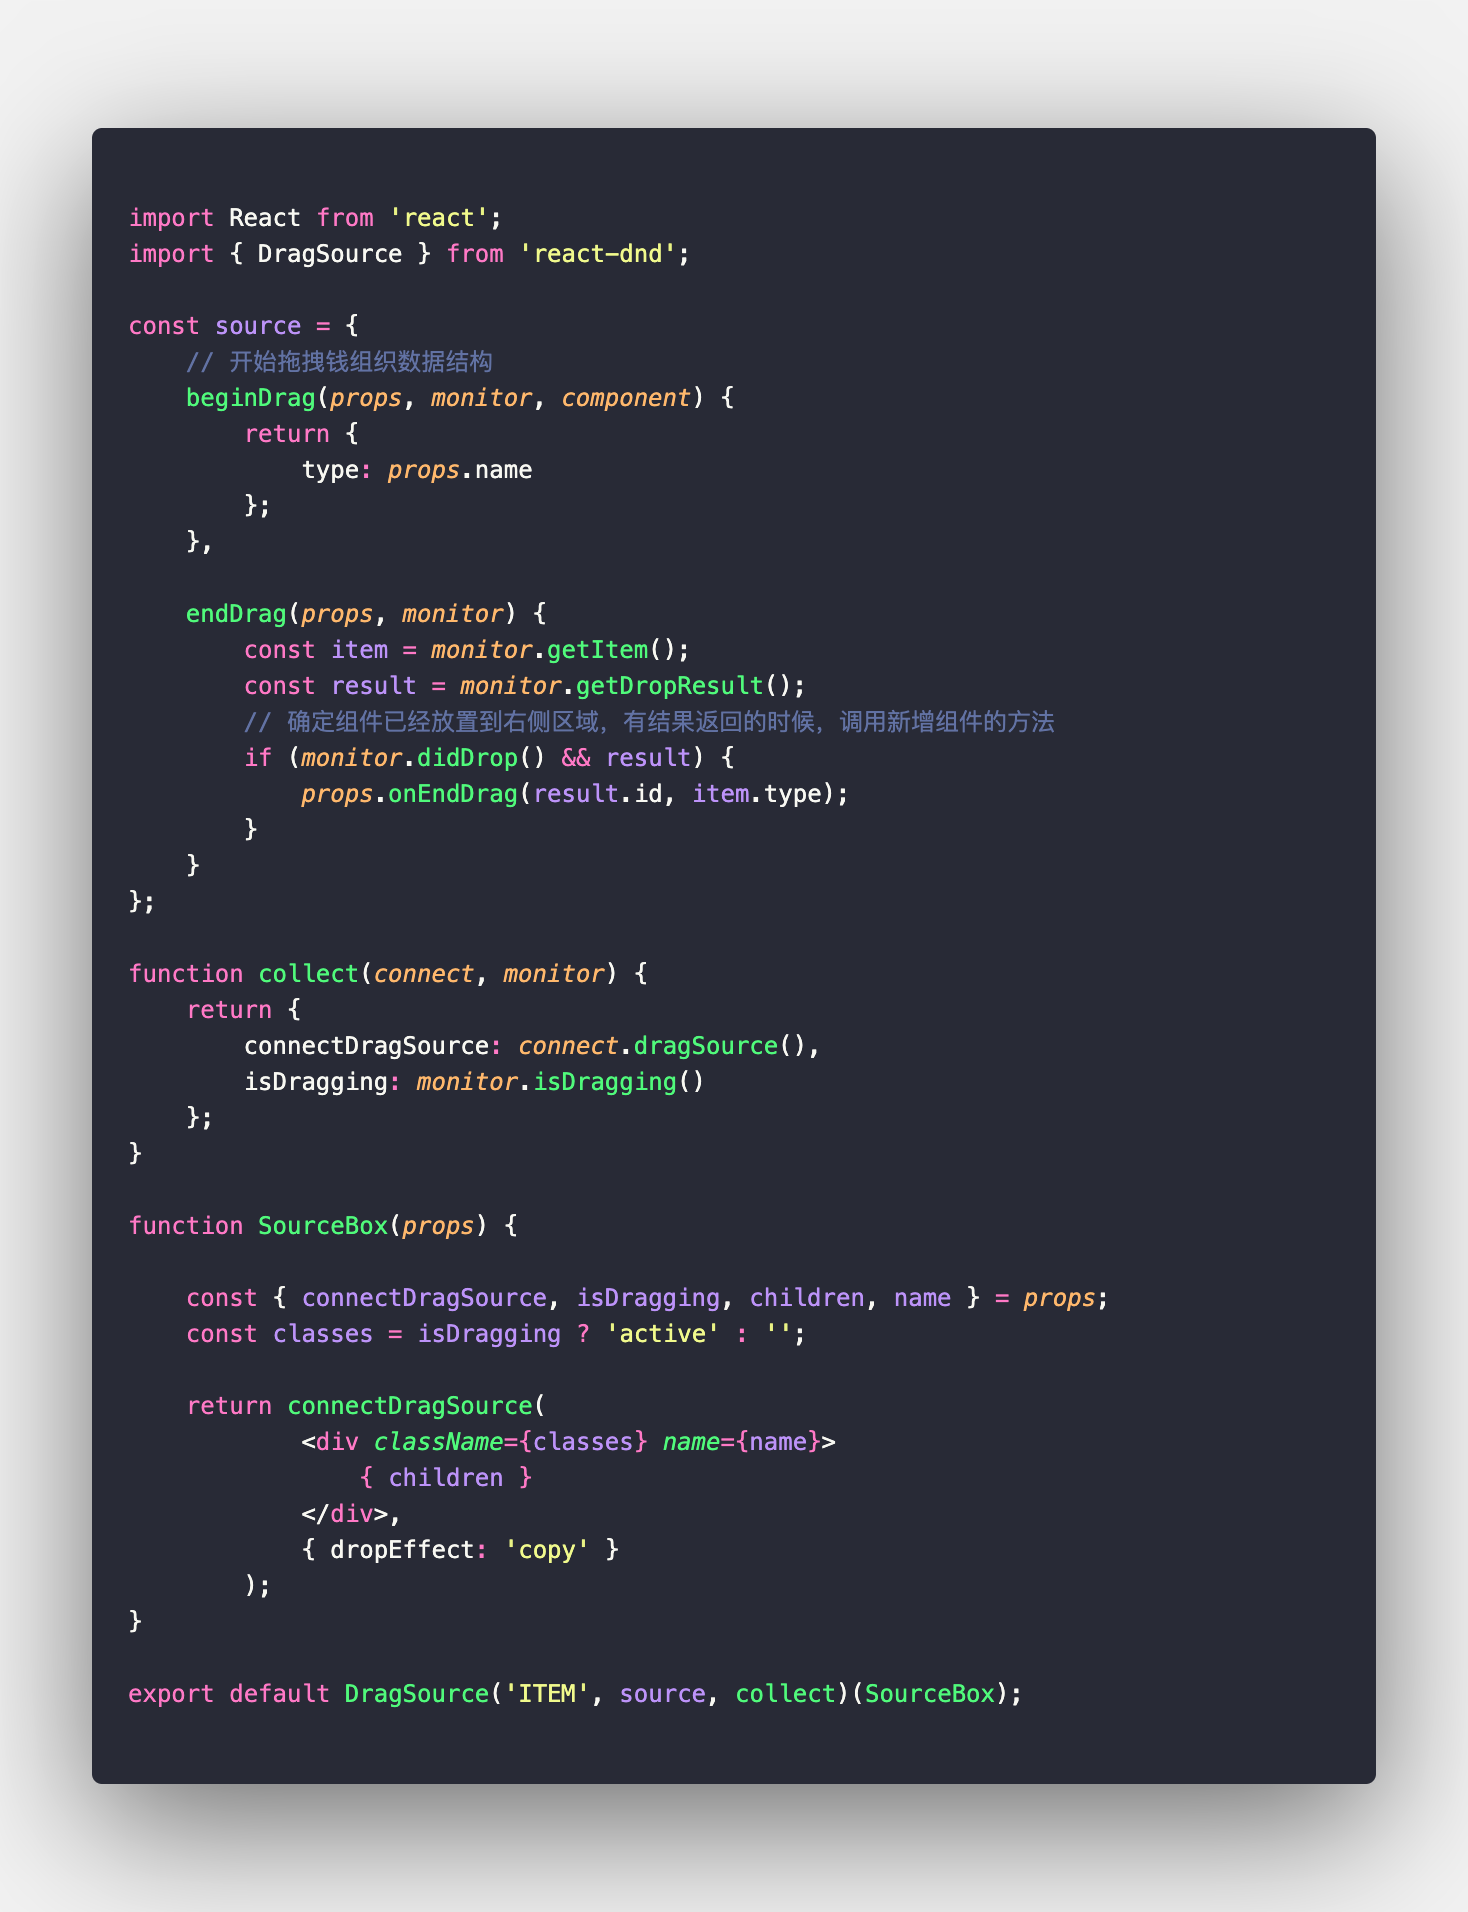 import React from 'react';
import { DragSource } from 'react-dnd';
const source = {
    // 开始拖拽钱组织数据结构
    beginDrag(props, monitor, component) {
        return {
            type: props.name
        };
    },
    endDrag(props, monitor) {
        const item = monitor.getItem();
        const result = monitor.getDropResult();
        // 确定组件已经放置到右侧区域，有结果返回的时候，调用新增组件的方法
        if (monitor.didDrop() && result) {
            props.onEndDrag(result.id, item.type);
        }
    }
};
function collect(connect, monitor) {
    return {
        connectDragSource: connect.dragSource(),
        isDragging: monitor.isDragging()
    };
}
function SourceBox(props) {
    const { connectDragSource, isDragging, children, name } = props;
    const classes = isDragging ? 'active' : '';
    return connectDragSource(
            <div className={classes} name={name}>
                { children }
            </div>,
            { dropEffect: 'copy' }
        );
}
export default DragSource('ITEM', source, collect)(SourceBox);